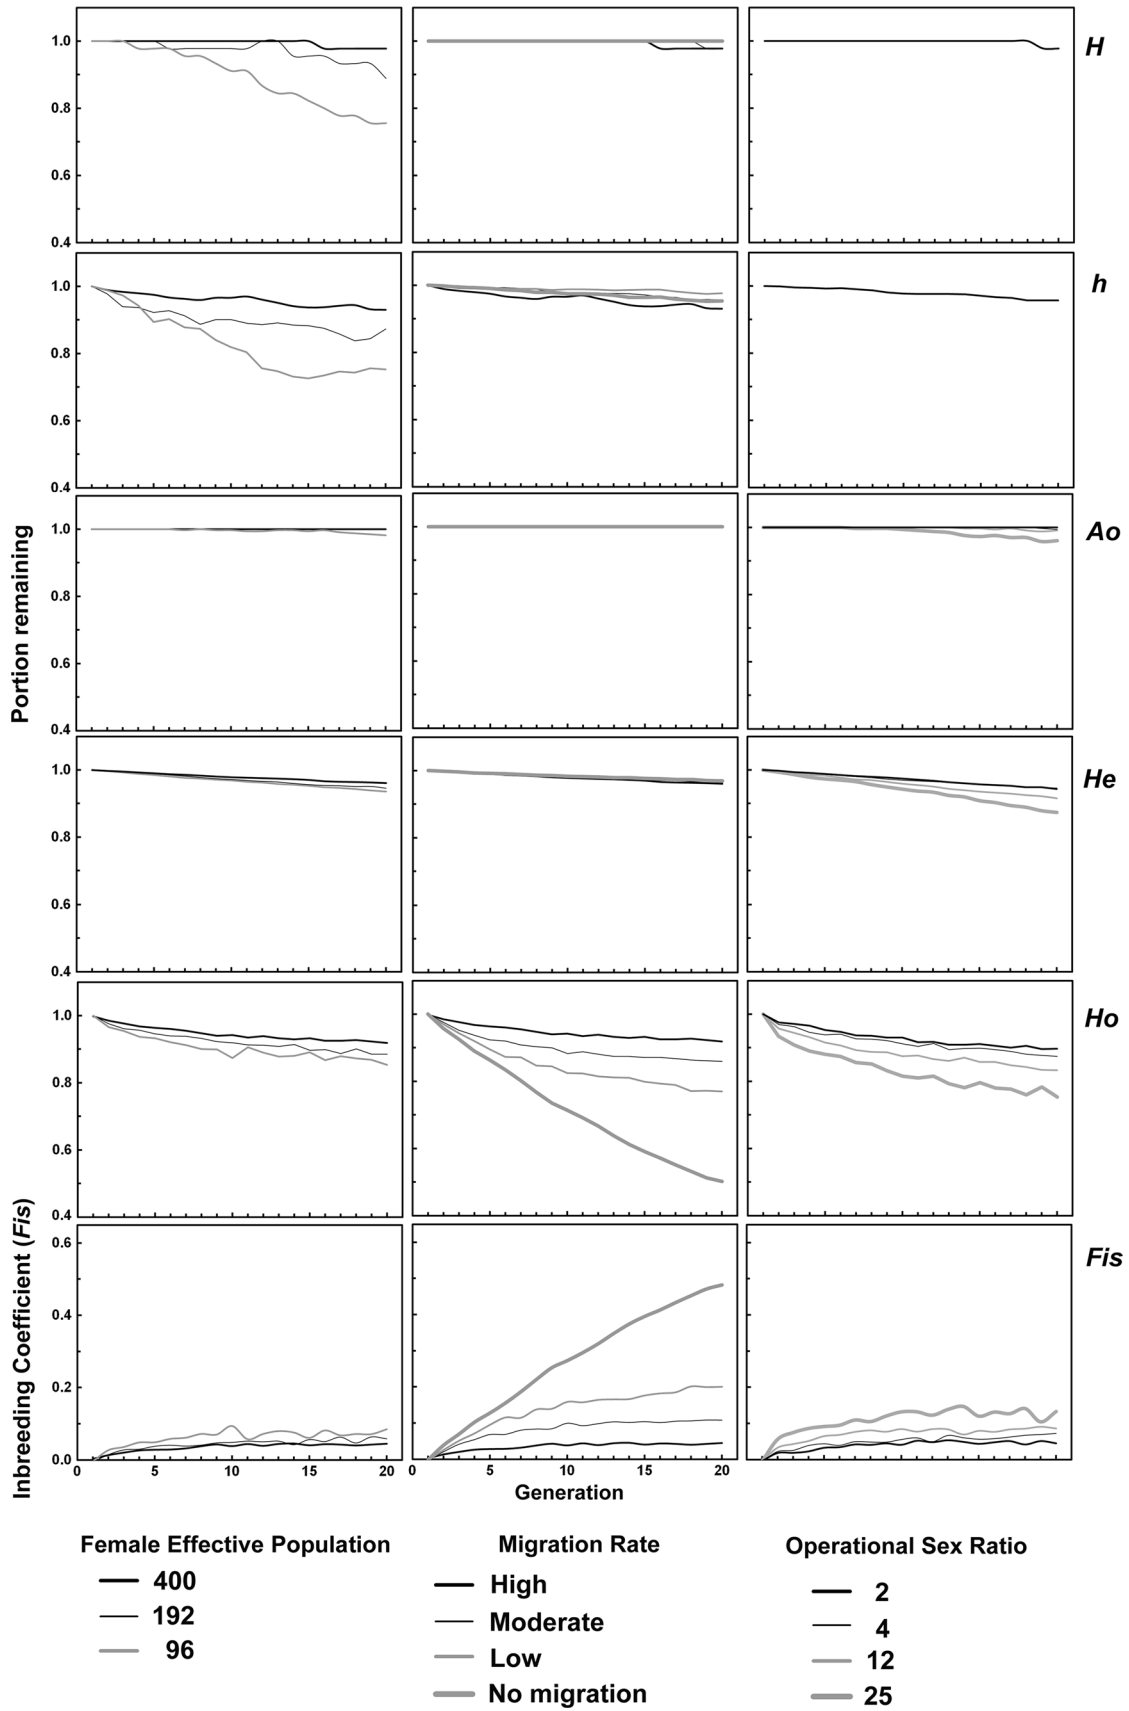 1.0
0.8
0.6
0.4
H
1.0
0.8
0.6
0.4
h
1.0
0.8
0.6
0.4
Ao
Portion remaining
1.0
0.8
0.6
0.4
He
1.0
0.8
0.6
0.4
Ho
Inbreeding Coefficient (Fis)
0.6
0.4
0.2
0.0
Fis
0 5 10 15 20
0 5 10 15 20
Generation
Female Effective Population
400
192
96
Migration Rate
High
Moderate
Low
No migration
Operational Sex Ratio
2
4
12
25